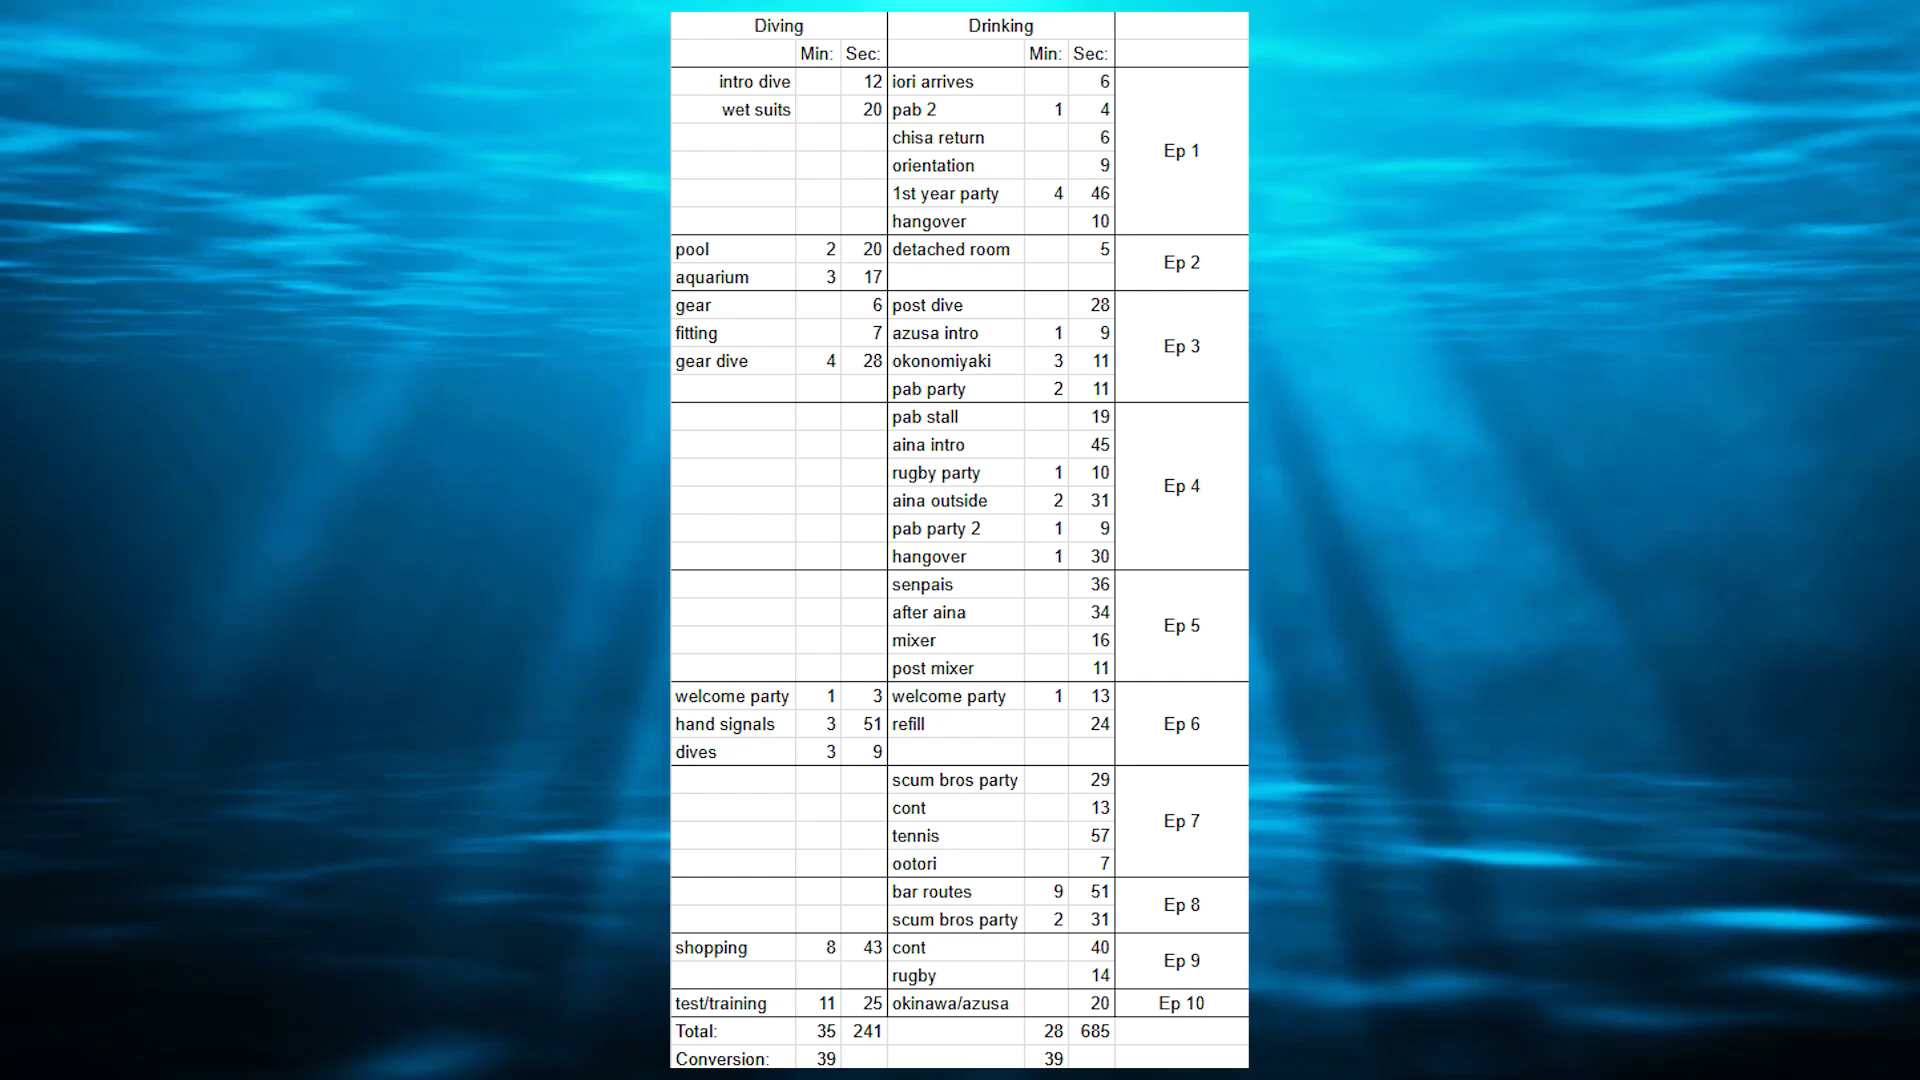 Diving Drinking
Min: Sec: Min: Sec:
intro dive 12 iori arrives 6
wet suits 20 pab 2 1 4
chisa return 6
orientation 9
1st year party 4 46
hangover 10
Ep 1
pool 2 20 detached room 5
aquarium 3 17
Ep 2
gear 6 post dive 28
fitting 7 azusa intro 1 9
gear dive 4 28 okonomiyaki 3 11
pab party 2 11
Ep 3
pab stall 19
aina intro 45
rugby party 1 10
aina outside 2 31
pab party 2 1 9
hangover 1 30
Ep 4
senpais 36
after aina 34
mixer 16
post mixer 11
Ep 5
welcome party 1 3 welcome party 1 13
hand signals 3 51 refill 24
dives 3 9
Ep 6
scum bros party 29
cont 13
tennis 57
ootori 7
Ep 7
bar routes 9 51
scum bros party 2 31
Ep 8
shopping 8 43 cont 40
rugby 14
Ep 9
test/training 11 25 okinawa/azusa 20 Ep 10
Total: 35 241 28 685
Conversion: 39 39